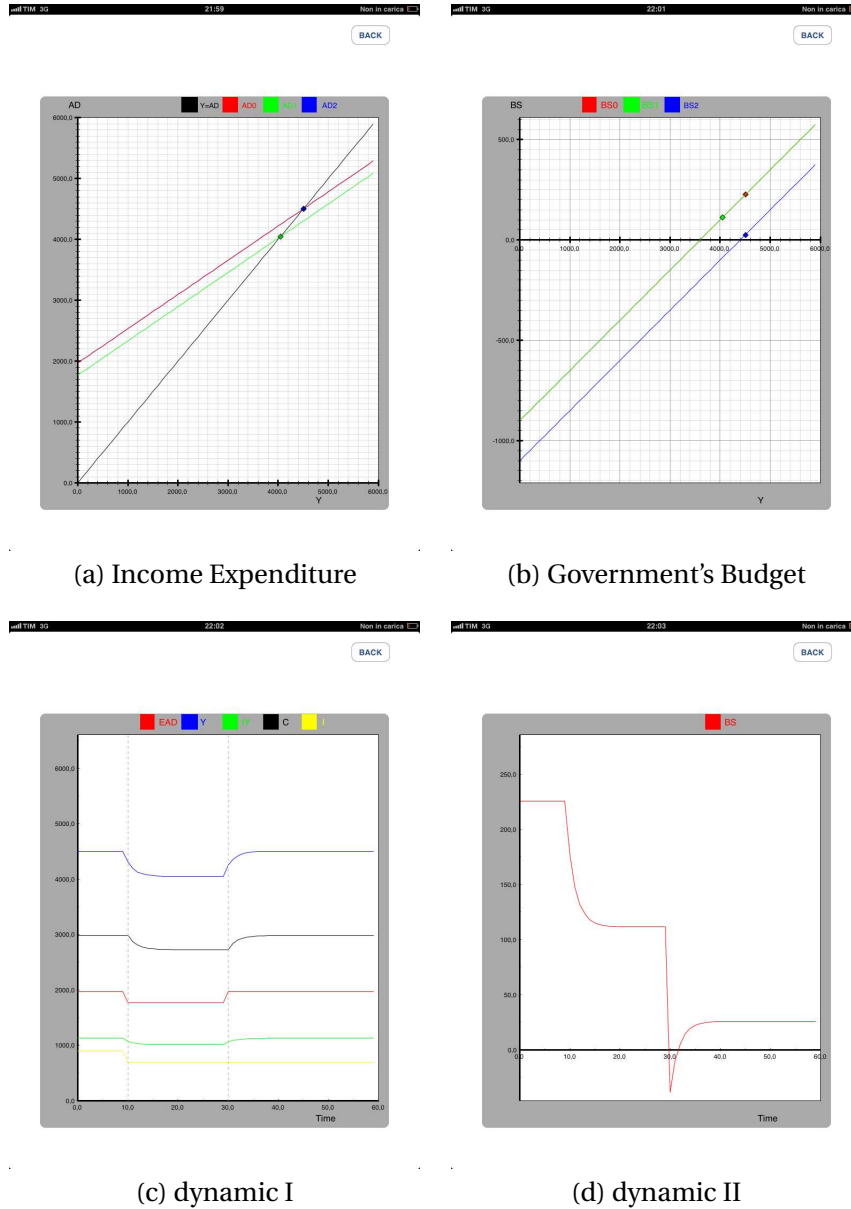 TIM 3G 21:59 Non in carica
BACK
AD
Y=AD AD0 AD1 AD2
6000,0
5000,0
4000,0
3000,0
2000,0
1000,0
0,0
0,0 1000,0 2000,0 3000,0 4000,0 5000,0 6000,0
Y
(a) Income Expenditure
TIM 3G 22:01 Non in carica
BACK
BS
BS0 BS1 BS2
500,0
0,0
0,0 1000,0 2000,0 3000,0 4000,0 5000,0 6000,0
-500,0
-1000,0
Y
(b) Government's Budget
TIM 3G 22:02 Non in carica
BACK
EAD Y tY C I
6000,0
5000,0
4000,0
3000,0
2000,0
1000,0
0,0
0,0 10,0 20,0 30,0 40,0 50,0 60,0
Time
(c) dynamic I
TIM 3G 22:03 Non in carica
BACK
BS
250,0
200,0
150,0
100,0
50,0
0,0
0,0 10,0 20,0 30,0 40,0 50,0 60,0
Time
(d) dynamic II